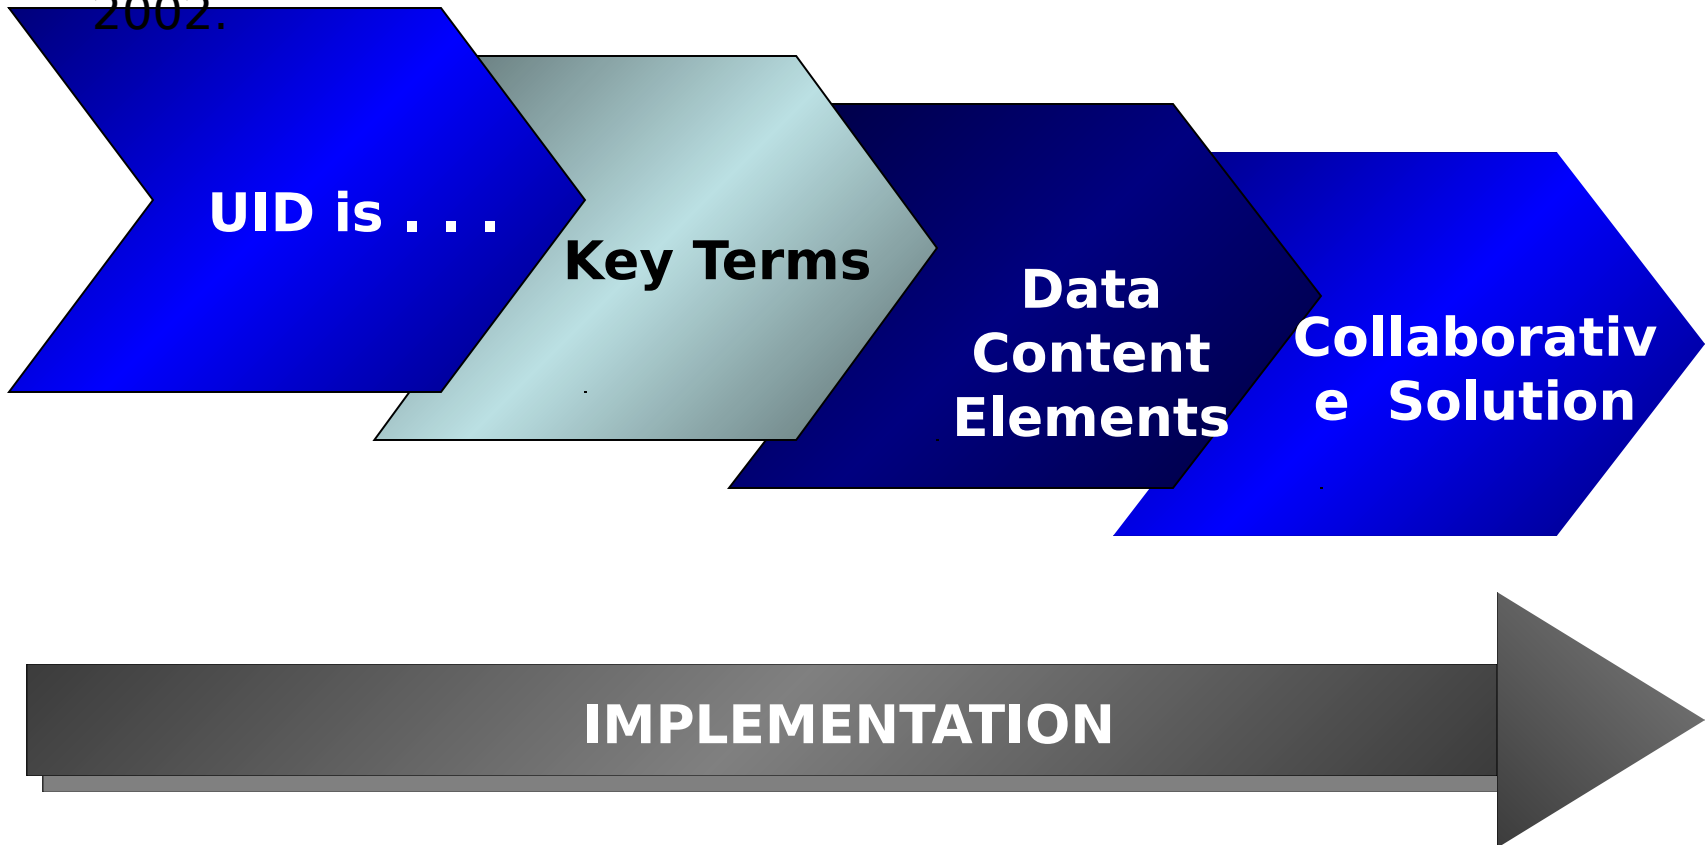 2002.
UID is . . .
Key Terms
Data
Content
Elements
Collaborativ
e Solution
IMPLEMENTATION